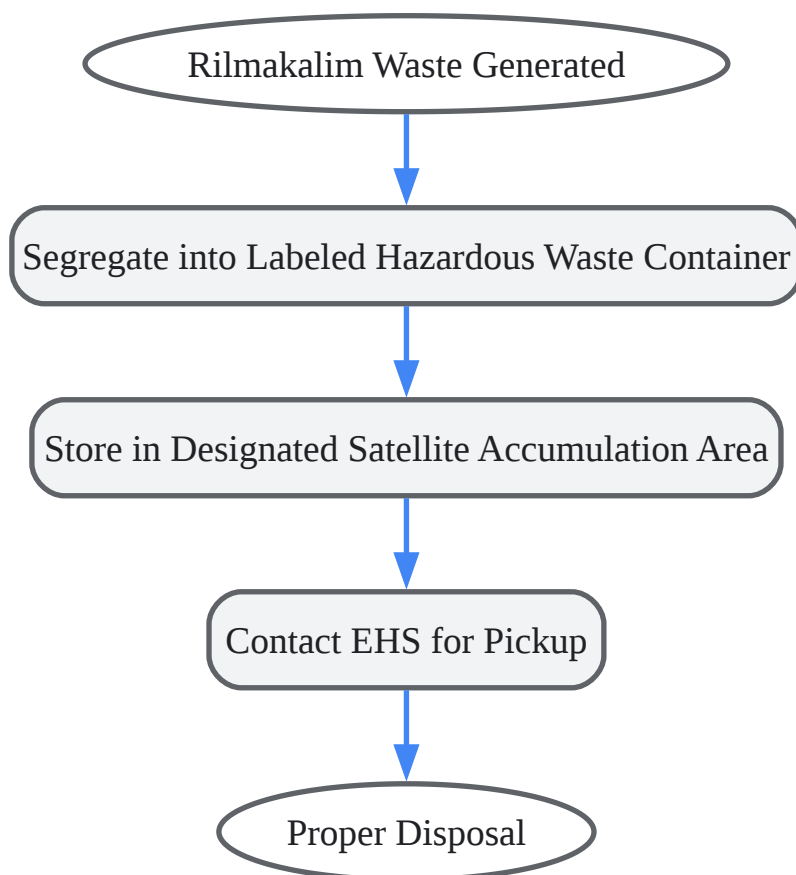 Rilmakalim Waste Generated
Segregate into Labeled Hazardous Waste Container
Store in Designated Satellite Accumulation Area
Contact EHS for Pickup
Proper Disposal